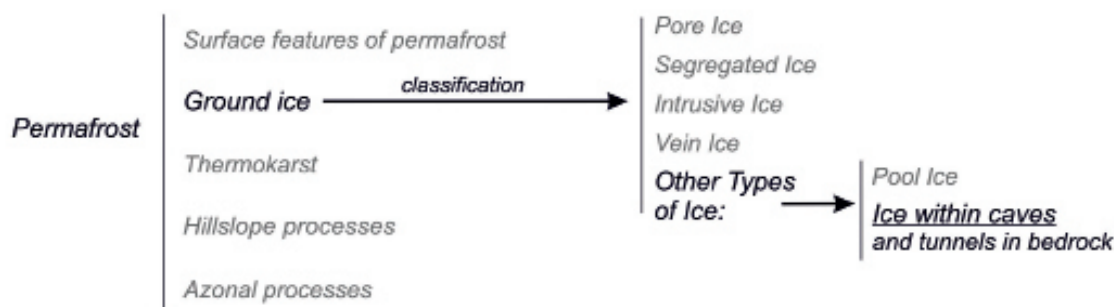 Permafrost
Surface features of permafrost
Ground ice
classification
Thermokarst
Hillslope processes
Azonal processes
Pore Ice
Segregated Ice
Intrusive Ice
Vein Ice
Other Types
of Ice:
Pool Ice
Ice within caves
and tunnels in bedrock